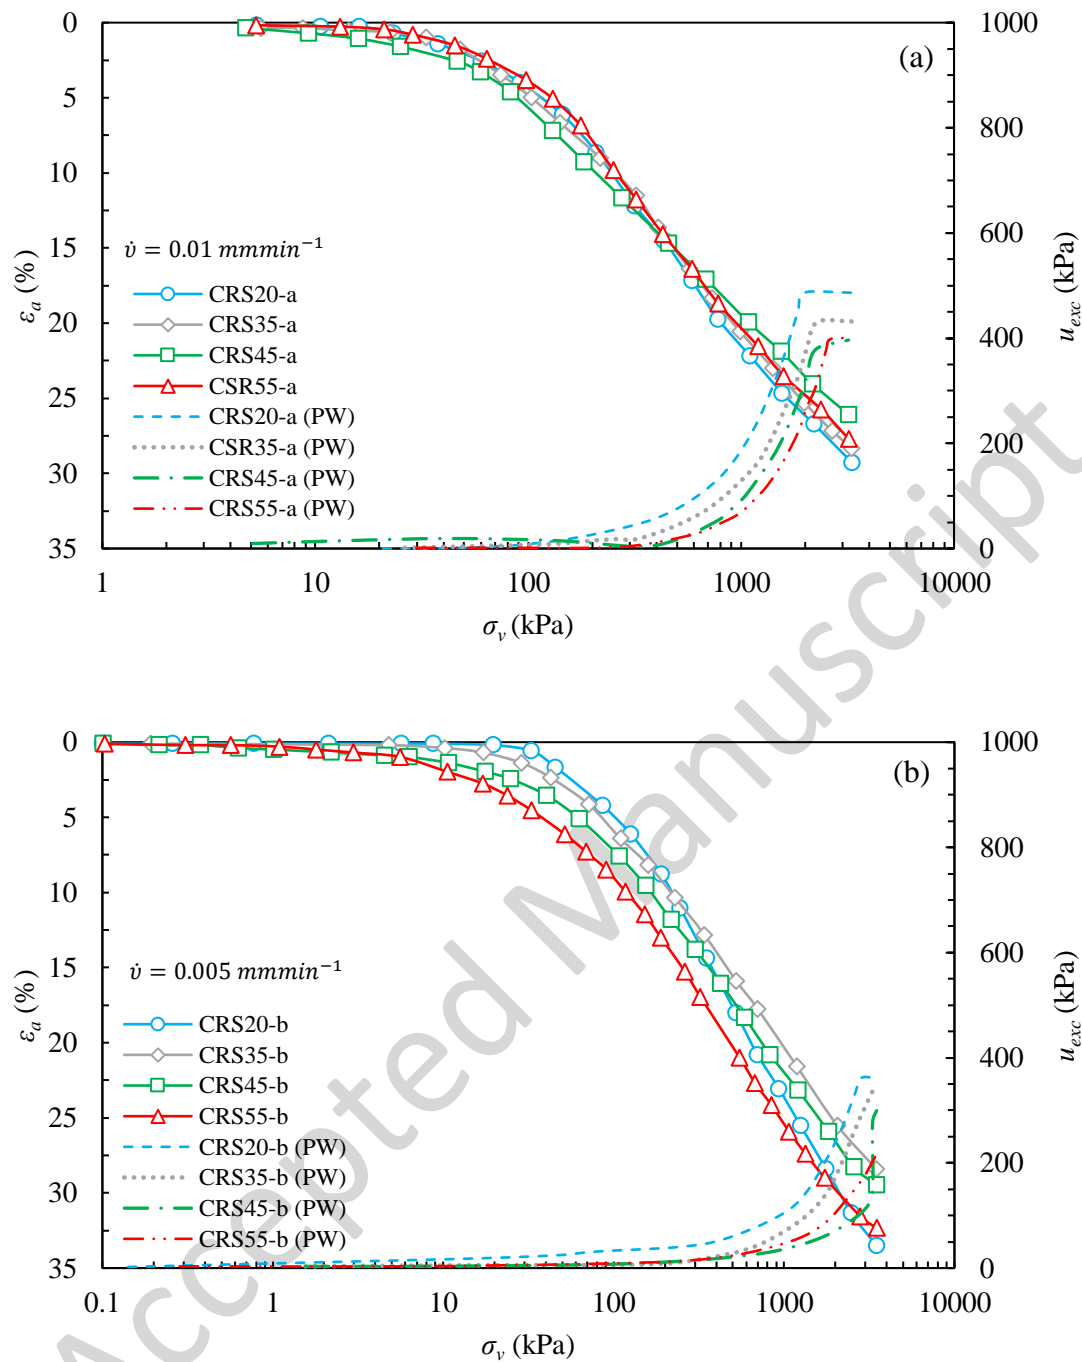 0
5
10
15
20
25
30
35
ε_a (%)
1000
800
600
400
200
0
u_exc (kPa)
(a)
υ̇ = 0.01 mmmin⁻¹
CRS20-a
CRS35-a
CRS45-a
CSR55-a
CRS20-a (PW)
CSR35-a (PW)
CRS45-a (PW)
CRS55-a (PW)
1 10 100 1000 10000
σ_v (kPa)
0
5
10
15
20
25
30
35
ε_a (%)
1000
800
600
400
200
0
u_exc (kPa)
(b)
υ̇ = 0.005 mmmin⁻¹
CRS20-b
CRS35-b
CRS45-b
CRS55-b
CRS20-b (PW)
CRS35-b (PW)
CRS45-b (PW)
CRS55-b (PW)
0.1 1 10 100 1000 10000
σ_v (kPa)
Accepted Manuscript